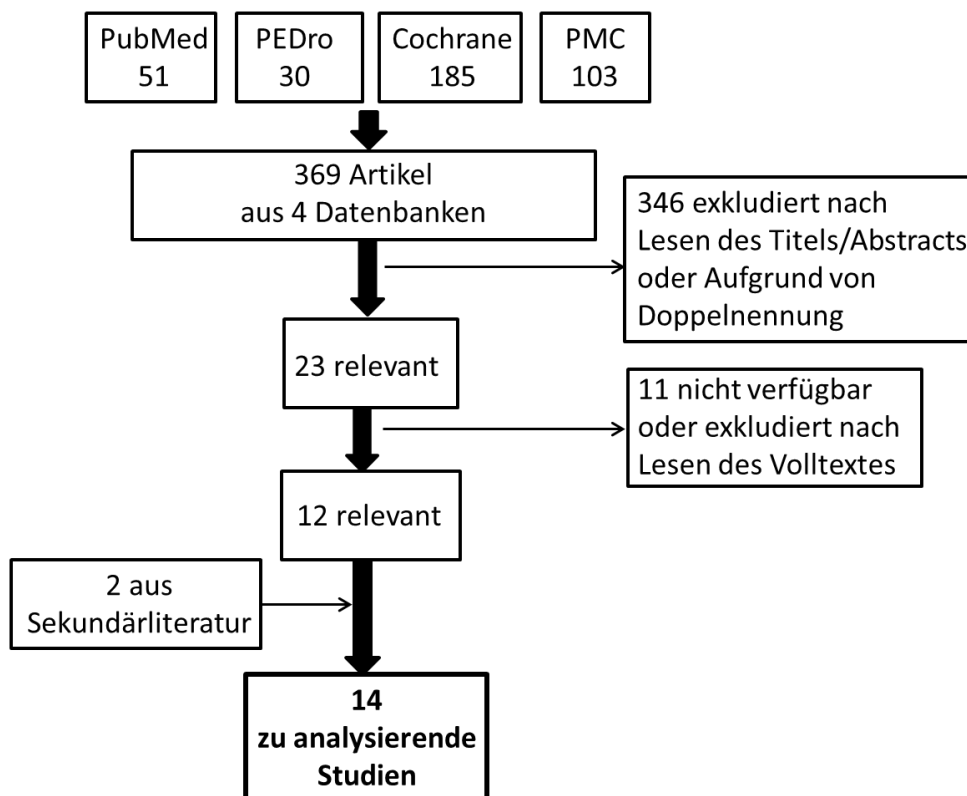 PubMed
51
PEDro
30
Cochrane
185
PMC
103
369 Artikel
aus 4 Datenbanken
346 exkludiert nach
Lesen des Titels/Abstracts
oder Aufgrund von
Doppelnennung
23 relevant
11 nicht verfügbar
oder exkludiert nach
Lesen des Volltextes
12 relevant
2 aus
Sekundärliteratur
14
zu analysierende
Studien